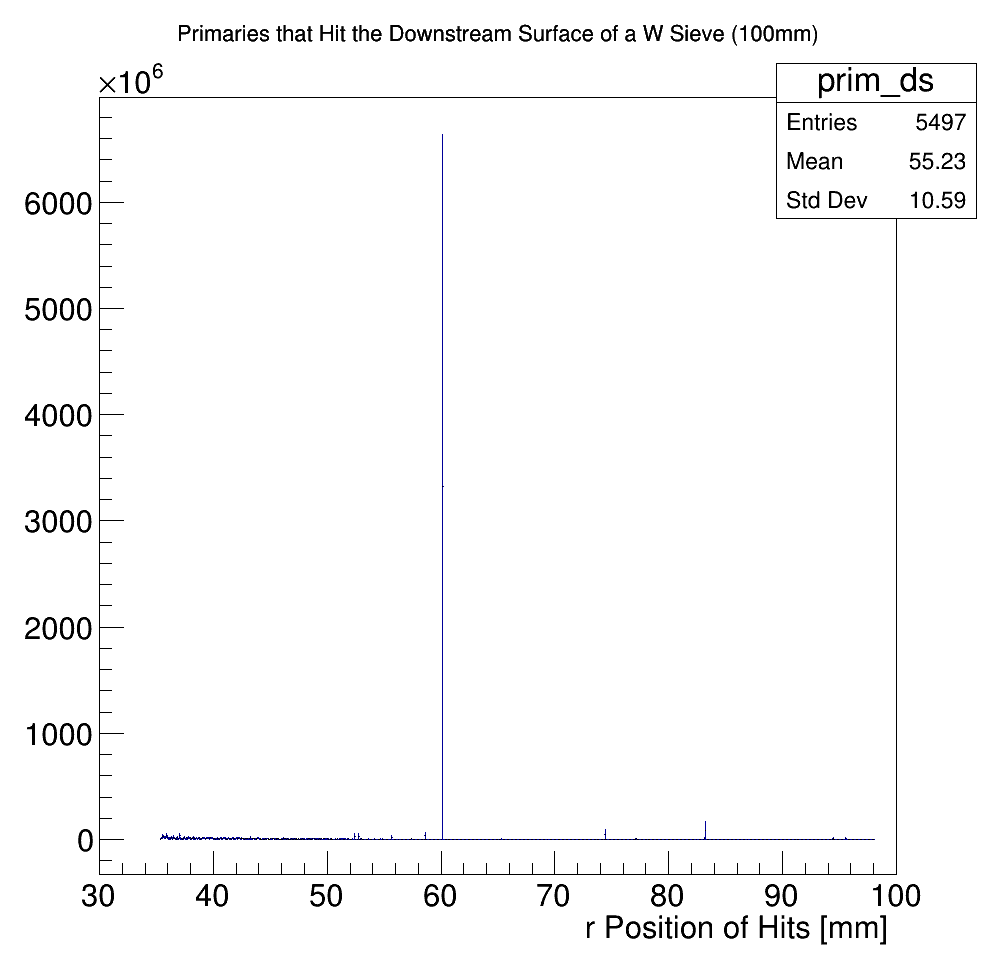 Primaries that Hit the Downstream Surface of a W Sieve (100mm)
×10⁶
prim_ds
Entries 5497
Mean 55.23
Std Dev 10.59
6000
5000
4000
3000
2000
1000
0
30 40 50 60 70 80 90 100
r Position of Hits [mm]